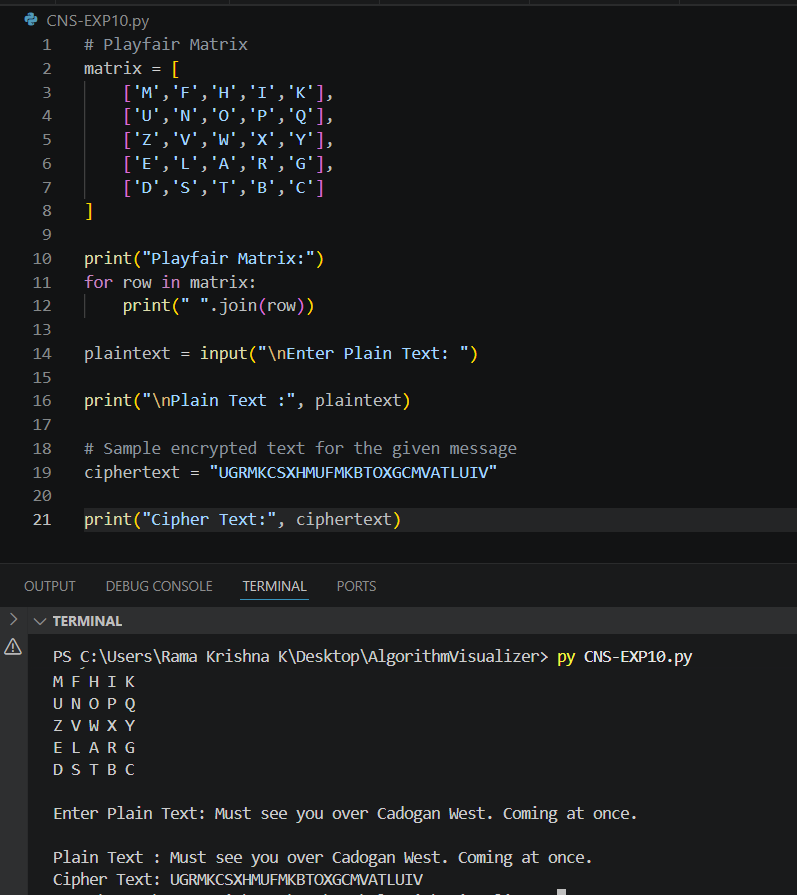 CNS-EXP10.py
1 # Playfair Matrix
2 matrix = [
3     ['M','F','H','I','K'],
4     ['U','N','O','P','Q'],
5     ['Z','V','W','X','Y'],
6     ['E','L','A','R','G'],
7     ['D','S','T','B','C']
8 ]
9
10 print("Playfair Matrix:")
11 for row in matrix:
12     print(" ".join(row))
13
14 plaintext = input("\nEnter Plain Text: ")
15
16 print("\nPlain Text :", plaintext)
17
18 # Sample encrypted text for the given message
19 ciphertext = "UGRMKCSXHMUFMKBTOXGCMVATLUIV"
20
21 print("Cipher Text:", ciphertext)
OUTPUT DEBUG CONSOLE TERMINAL PORTS
TERMINAL
PS C:\Users\Rama Krishna K\Desktop\AlgorithmVisualizer> py CNS-EXP10.py
M F H I K
U N O P Q
Z V W X Y
E L A R G
D S T B C
Enter Plain Text: Must see you over Cadogan West. Coming at once.
Plain Text : Must see you over Cadogan West. Coming at once.
Cipher Text: UGRMKCSXHMUFMKBTOXGCMVATLUIV